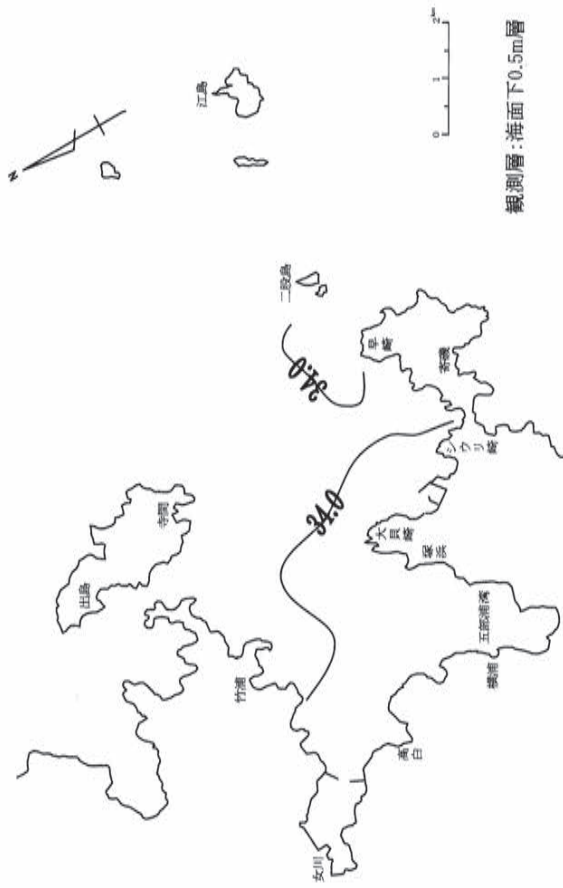 N
江島
二股島
早崎
寄磯
34.0
シウリ崎
34.0
大貝崎
塚浜
五部浦湾
横浦
高白
女川
竹浦
出島
寺間
0 1 2km
観測層:海面下0.5m層